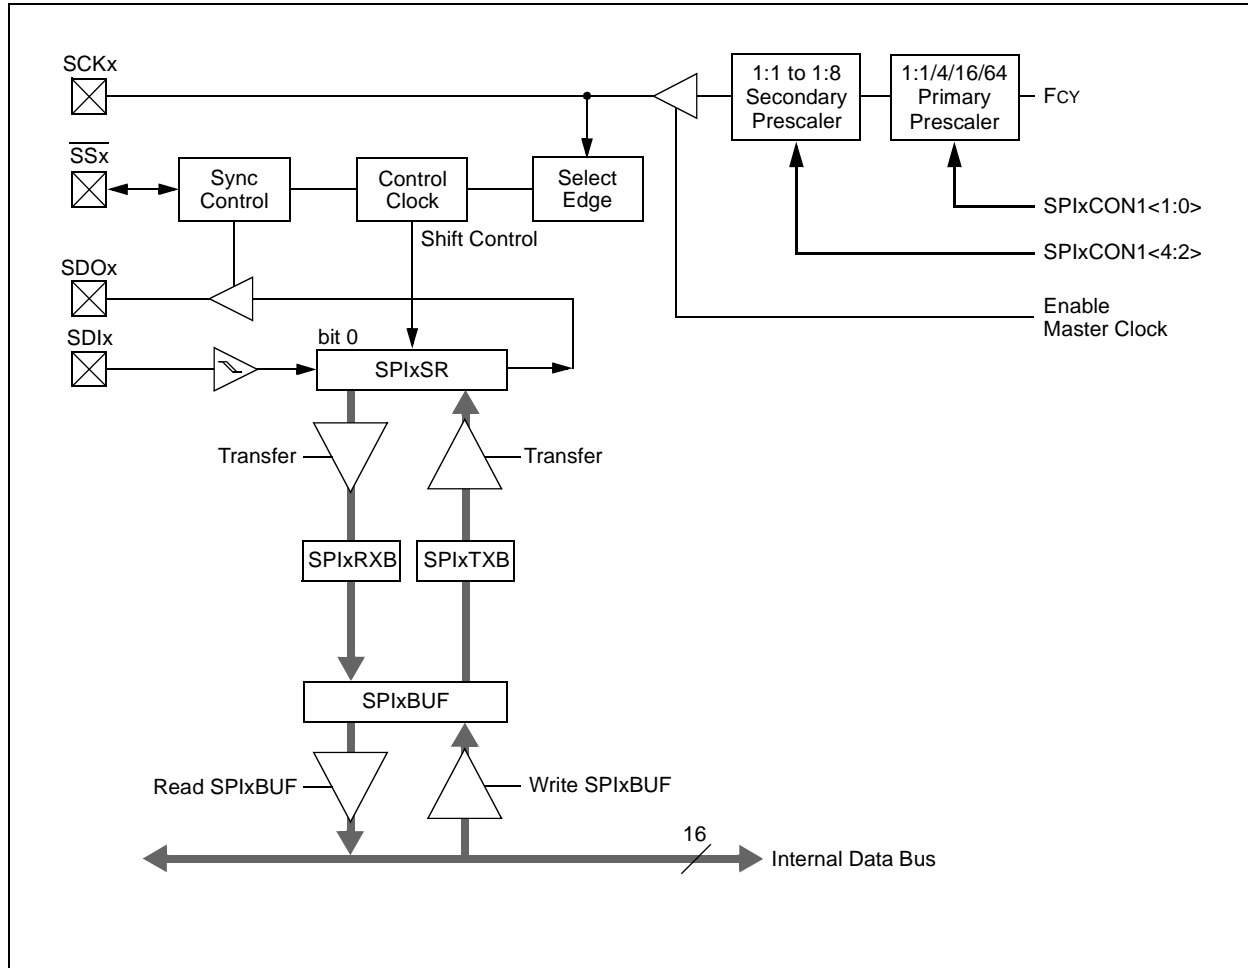 SCKx
1:1 to 1:8
Secondary
Prescaler
1:1/4/16/64
Primary
Prescaler
FCY
SSx
Sync
Control
Control
Clock
Select
Edge
SPIxCON1<1:0>
Shift Control
SPIxCON1<4:2>
SDOx
Enable
Master Clock
SDIx
bit 0
SPIxSR
Transfer
Transfer
SPIxRXB
SPIxTXB
SPIxBUF
Read SPIxBUF
Write SPIxBUF
16
Internal Data Bus